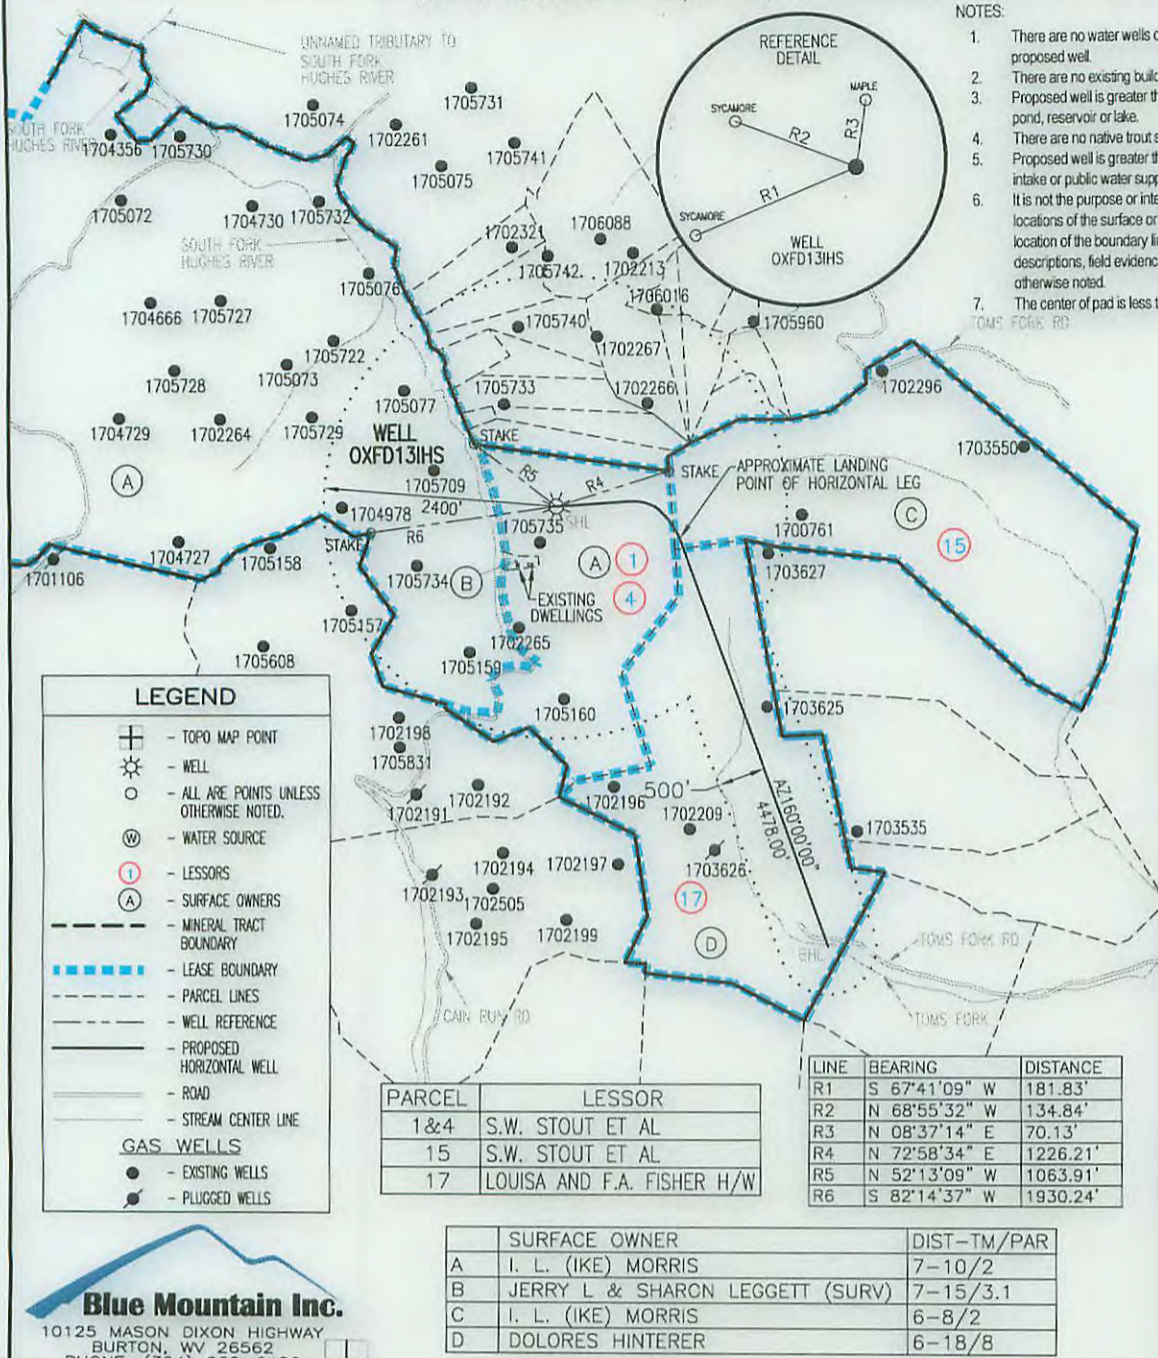 NOTES:
1. There are no water wells
proposed well.
2. There are no existing
3. Proposed well is greater
pond, reservoir or lake.
4. There are no native trout
5. Proposed well is greater
intake or public water
6. It is not the purpose or
locations of the surface or
location of the boundary
descriptions, field
otherwise noted.
7. The center of pad is less
REFERENCE
DETAIL
MAPLE
SYCAMORE
R2
R3
R1
SYCAMORE
WELL
OXFD13IHS
UNNAMED TRIBUTARY TO
SOUTH FORK
HUGHES RIVER
SOUTH FORK
HUGHES RIVER
SOUTH FORK
HUGHES RIVER
TOMS FORK RD
1705731
1705074
1702261
1705741
1704356
1705730
1705075
1705072
1704730
1705732
1702321
1706088
1705742
1702213
1705076
1706016
1704666
1705727
1705740
1705960
1705722
1702267
1705728
1705073
1702296
1705077
1705733
1702266
1704729
1702264
1705729
WELL
OXFD13IHS
STAKE
1703550
A
1705709
R5
R4
STAKE
APPROXIMATE LANDING
POINT OF HORIZONTAL LEG
C
2400'
1704978
1705735
SHL
1700761
STAKE
R6
15
1701106
1704727
1705158
1703627
1705734
B
A
1
4
EXISTING
DWELLINGS
1705157
1702265
1705608
1705159
1705160
1703625
1702198
1705831
1702191
1702192
1702196
500'
AZ160°00'00"
4478.00'
1702209
1703535
1702194
1702197
1703626
1702193
1702505
17
1702195
1702199
D
BHL
TOMS FORK RD
CAIN RUN RD
TOMS FORK
LEGEND
- TOPO MAP POINT
- WELL
- ALL ARE POINTS UNLESS
OTHERWISE NOTED.
W - WATER SOURCE
1 - LESSORS
A - SURFACE OWNERS
- MINERAL TRACT
BOUNDARY
- LEASE BOUNDARY
- PARCEL LINES
- WELL REFERENCE
- PROPOSED
HORIZONTAL WELL
- ROAD
- STREAM CENTER LINE
GAS WELLS
- EXISTING WELLS
- PLUGGED WELLS
PARCEL LESSOR
1&4 S.W. STOUT ET AL
15 S.W. STOUT ET AL
17 LOUISA AND F.A. FISHER H/W
LINE BEARING DISTANCE
R1 S 67°41'09" W 181.83'
R2 N 68°55'32" W 134.84'
R3 N 08°37'14" E 70.13'
R4 N 72°58'34" E 1226.21'
R5 N 52°13'09" W 1063.91'
R6 S 82°14'37" W 1930.24'
SURFACE OWNER DIST-TM/PAR
A I. L. (IKE) MORRIS 7-10/2
B JERRY L & SHARON LEGGETT (SURV) 7-15/3.1
C I. L. (IKE) MORRIS 6-8/2
D DOLORES HINTERER 6-18/8
Blue Mountain Inc.
10125 MASON DIXON HIGHWAY
BURTON, WV 26562